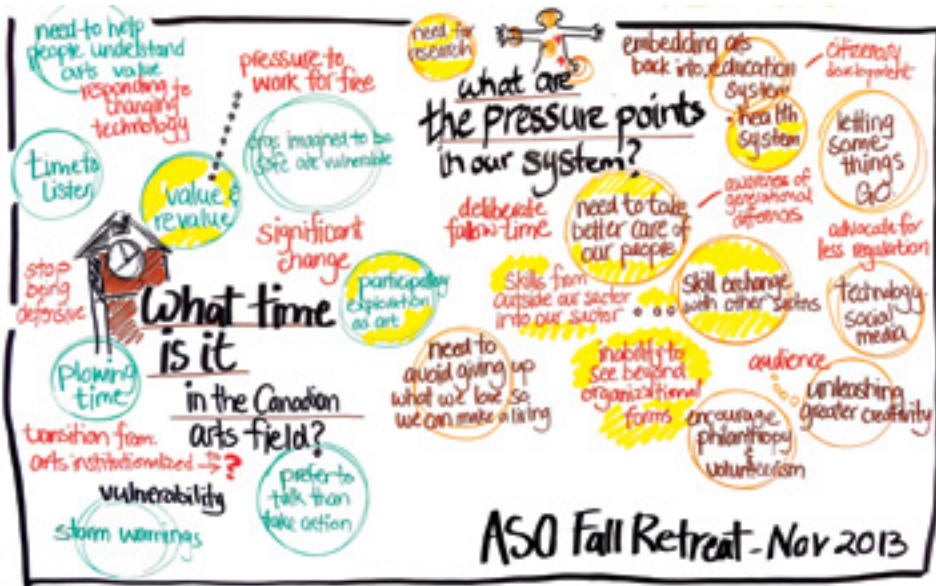 need to help
people understand
arts value
responding to
changing
technology
pressure to
work for free
time to
listen
value &
revalue
orgs imagined to be
safe are vulnerable
significant
change
stop
being
defensive
What time
is it
in the Canadian
arts field?
participatory
exploration
as art
plowing
time
transition from
arts institutionalized to → ?
vulnerability
storm warnings
prefer to
talk than
take action
need for
research
what are
the pressure points
in our system?
embedding arts
back into education
system
health
system
citizenry
development
letting
some
things
GO
deliberate
fallow-time
need to take
better care of
our people
awareness of
generational
differences
advocate for
less regulation
skills from
outside our sector
into our sector
skill exchange
with other sectors
technology
social
media
need to
avoid giving up
what we love so
we can make a living
inability to
see beyond
organizational
forms
audience
unleashing
greater creativity
encourage
philanthropy
&
volunteerism
ASO Fall Retreat - Nov 2013